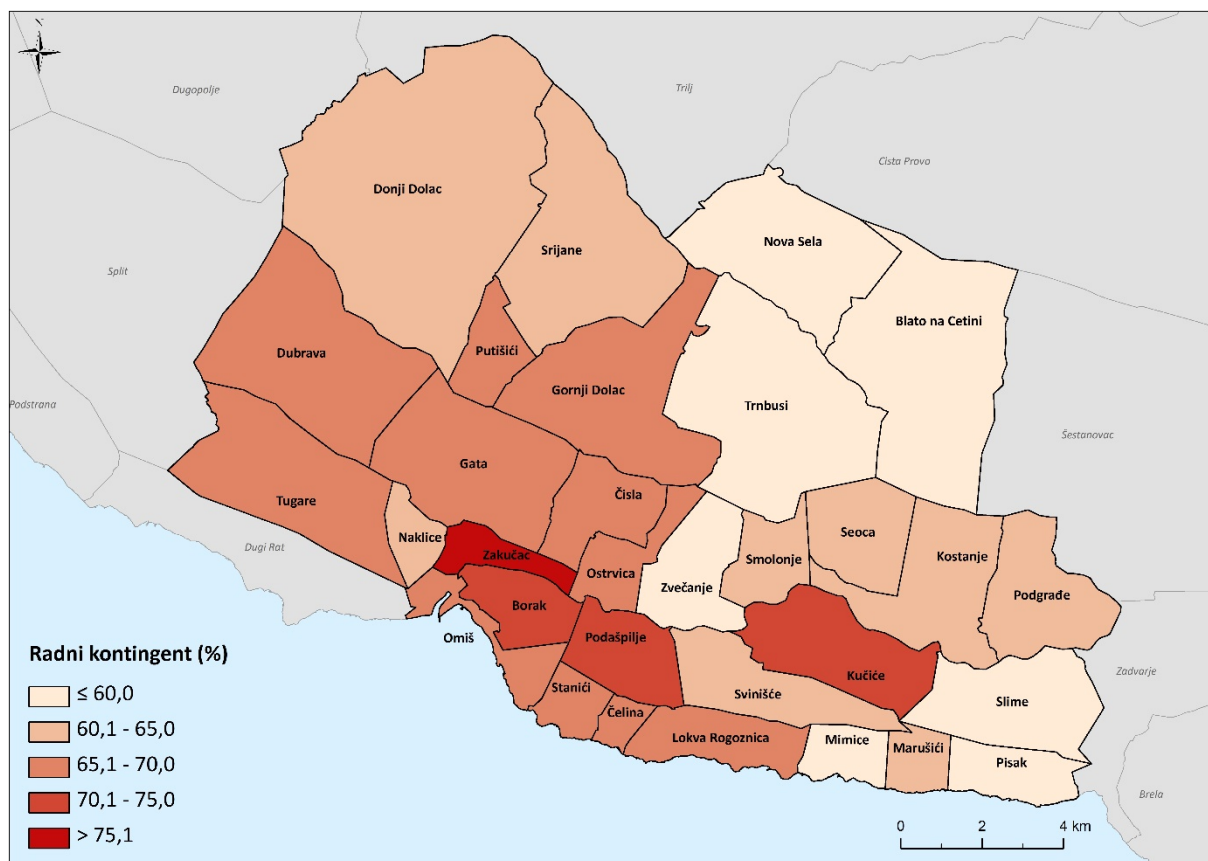 N
Dugopolje
Trilj
Cista Provo
Donji Dolac
Nova Sela
Srijane
Split
Blato na Cetini
Dubrava
Putišići
Gornji Dolac
Trnbusi
Podstrana
Šestanovac
Gata
Čisla
Tugare
Naklice
Seoca
Kostanje
Zakučac
Smolonje
Ostrvica
Zvečanje
Podgrađe
Dugi Rat
Borak
Omiš
Podašpilje
Radni kontingent (%)
≤ 60,0
60,1 - 65,0
65,1 - 70,0
70,1 - 75,0
> 75,1
Kučiće
Zadvarje
Stanići
Svinišće
Slime
Čelina
Lokva Rogoznica
Mimice
Marušići
Pisak
Brela
0 2 4 km